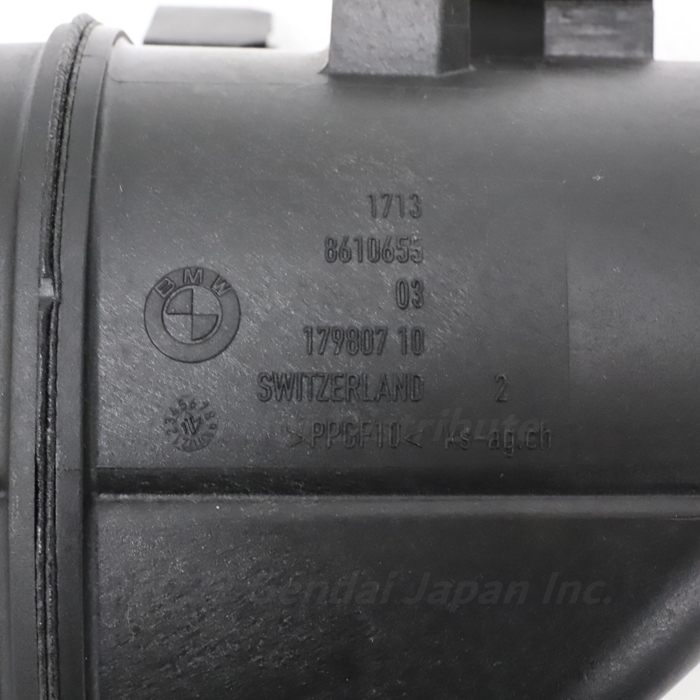 1713
8610655
03
BMW
179807 10
SWITZERLAND 2
>PPGF10< ks-ag.ch
Sendai Japan Inc.